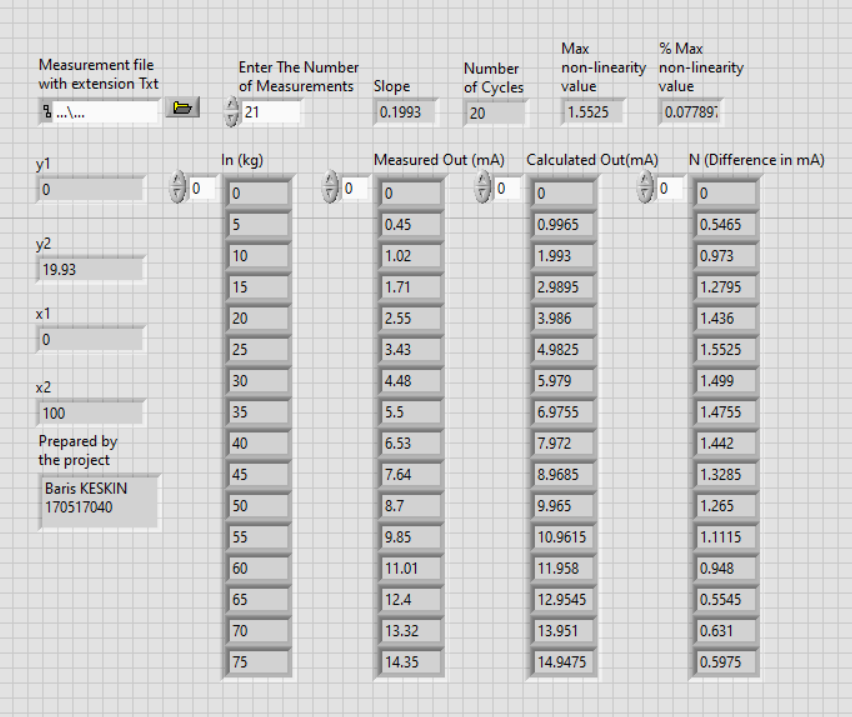 Measurement file
with extension Txt
...\...
Enter The Number
of Measurements
21
Slope
0.1993
Number
of Cycles
20
Max
non-linearity
value
1.5525
% Max
non-linearity
value
0.077897
y1
0
y2
19.93
x1
0
x2
100
Prepared by
the project
Baris KESKIN
170517040
In (kg) Measured Out (mA) Calculated Out(mA) N (Difference in mA)
0 0 0 0 0 0 0 0
5 0.45 0.9965 0.5465
10 1.02 1.993 0.973
15 1.71 2.9895 1.2795
20 2.55 3.986 1.436
25 3.43 4.9825 1.5525
30 4.48 5.979 1.499
35 5.5 6.9755 1.4755
40 6.53 7.972 1.442
45 7.64 8.9685 1.3285
50 8.7 9.965 1.265
55 9.85 10.9615 1.1115
60 11.01 11.958 0.948
65 12.4 12.9545 0.5545
70 13.32 13.951 0.631
75 14.35 14.9475 0.5975